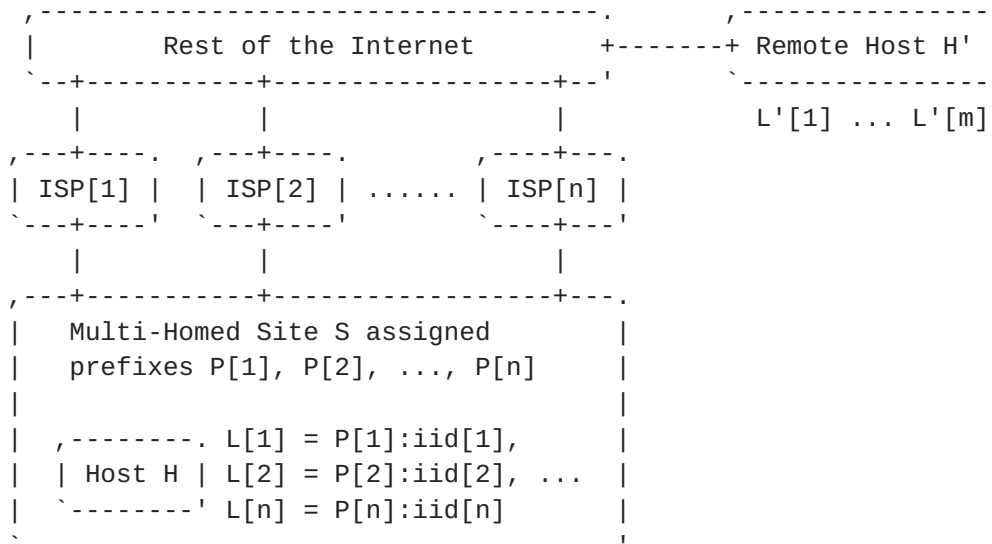 Rest of the Internet
Remote Host H'
L'[1] ... L'[m]
ISP[1] ISP[2] ...... ISP[n]
Multi-Homed Site S assigned
prefixes P[1], P[2], ..., P[n]
L[1] = P[1]:iid[1],
Host H L[2] = P[2]:iid[2], ...
L[n] = P[n]:iid[n]